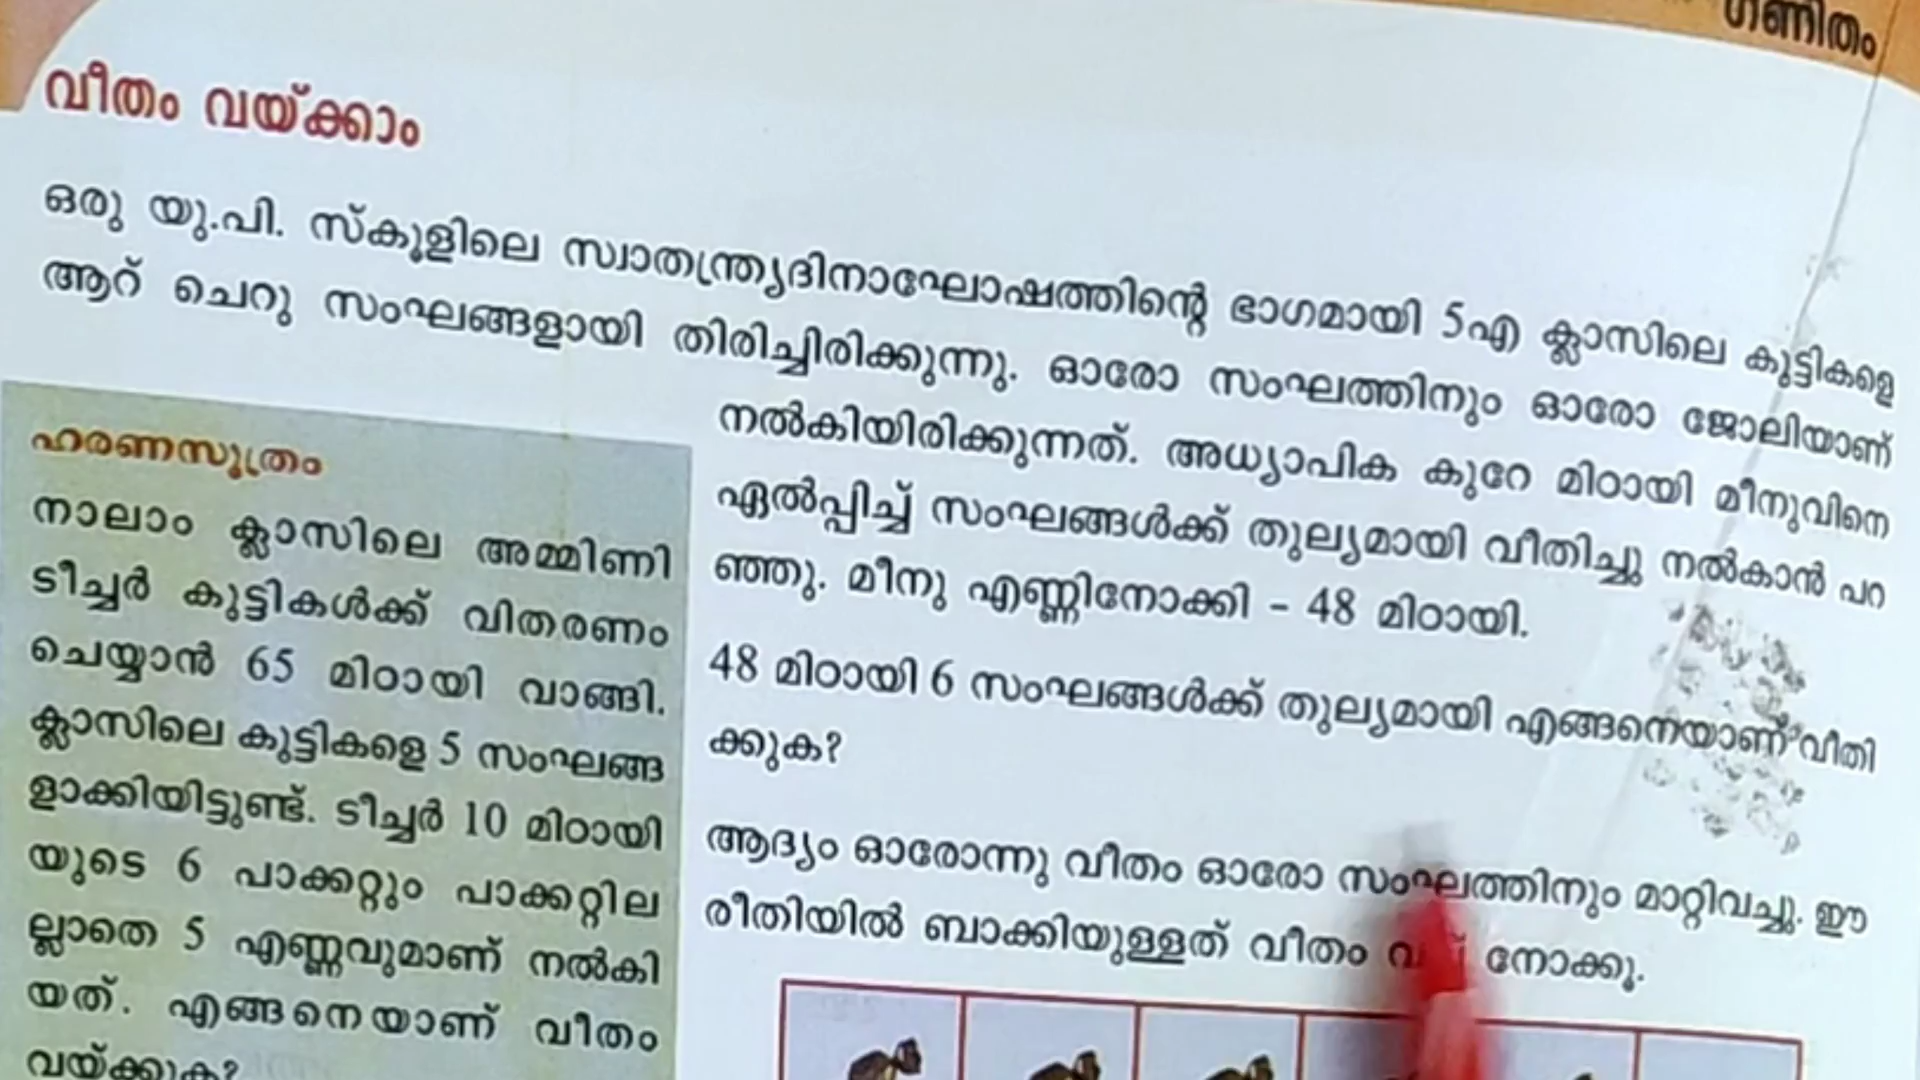 ഗണിതം
വീതം വയ്ക്കാം
ഒരു യു.പി. സ്കൂളിലെ സ്വാതന്ത്ര്യദിനാഘോഷത്തിന്റെ ഭാഗമായി 5എ ക്ലാസിലെ കുട്ടികളെ
ആറ് ചെറു സംഘങ്ങളായി തിരിച്ചിരിക്കുന്നു. ഓരോ സംഘത്തിനും ഓരോ ജോലിയാണ്
നൽകിയിരിക്കുന്നത്. അധ്യാപിക കുറേ മിഠായി മീനുവിനെ
ഏൽപ്പിച്ച് സംഘങ്ങൾക്ക് തുല്യമായി വീതിച്ചു നൽകാൻ പറ
ഞ്ഞു. മീനു എണ്ണിനോക്കി – 48 മിഠായി.
48 മിഠായി 6 സംഘങ്ങൾക്ക് തുല്യമായി എങ്ങനെയാണ് വീതി
ക്കുക?
ആദ്യം ഓരോന്നു വീതം ഓരോ സംഘത്തിനും മാറ്റിവച്ചു. ഈ
രീതിയിൽ ബാക്കിയുള്ളത് വീതം നോക്കൂ.
ഹരണസൂത്രം
നാലാം ക്ലാസിലെ അമ്മിണി
ടീച്ചർ കുട്ടികൾക്ക് വിതരണം
ചെയ്യാൻ 65 മിഠായി വാങ്ങി.
ക്ലാസിലെ കുട്ടികളെ 5 സംഘങ്ങ
ളാക്കിയിട്ടുണ്ട്. ടീച്ചർ 10 മിഠായി
യുടെ 6 പാക്കറ്റും പാക്കറ്റില
ല്ലാതെ 5 എണ്ണവുമാണ് നൽകി
യത്. എങ്ങനെയാണ് വീതം
വയ്ക്കുക?